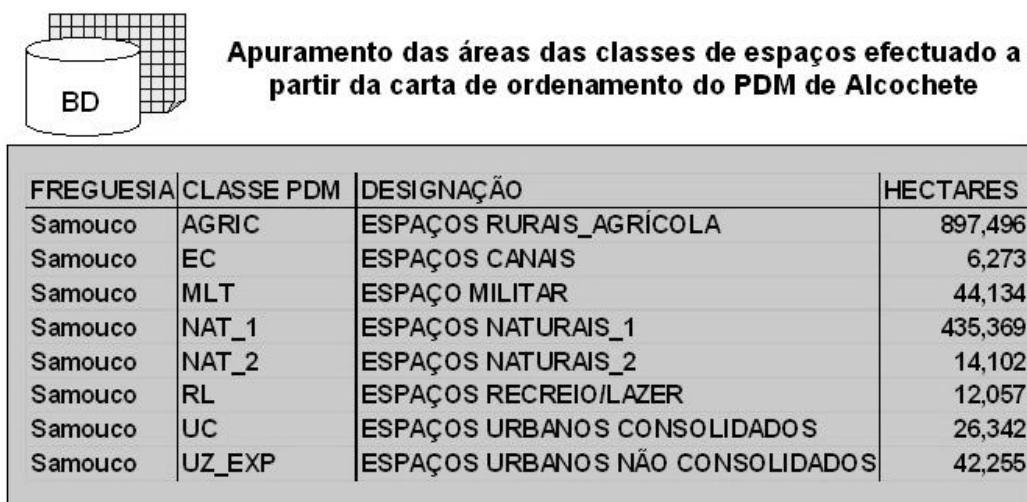 BD
Apuramento das áreas das classes de espaços efectuado a
partir da carta de ordenamento do PDM de Alcochete
FREGUESIA CLASSE PDM DESIGNAÇÃO HECTARES
Samouco AGRIC ESPAÇOS RURAIS_AGRÍCOLA 897,496
Samouco EC ESPAÇOS CANAIS 6,273
Samouco MLT ESPAÇO MILITAR 44,134
Samouco NAT_1 ESPAÇOS NATURAIS_1 435,369
Samouco NAT_2 ESPAÇOS NATURAIS_2 14,102
Samouco RL ESPAÇOS RECREIO/LAZER 12,057
Samouco UC ESPAÇOS URBANOS CONSOLIDADOS 26,342
Samouco UZ_EXP ESPAÇOS URBANOS NÃO CONSOLIDADOS 42,255